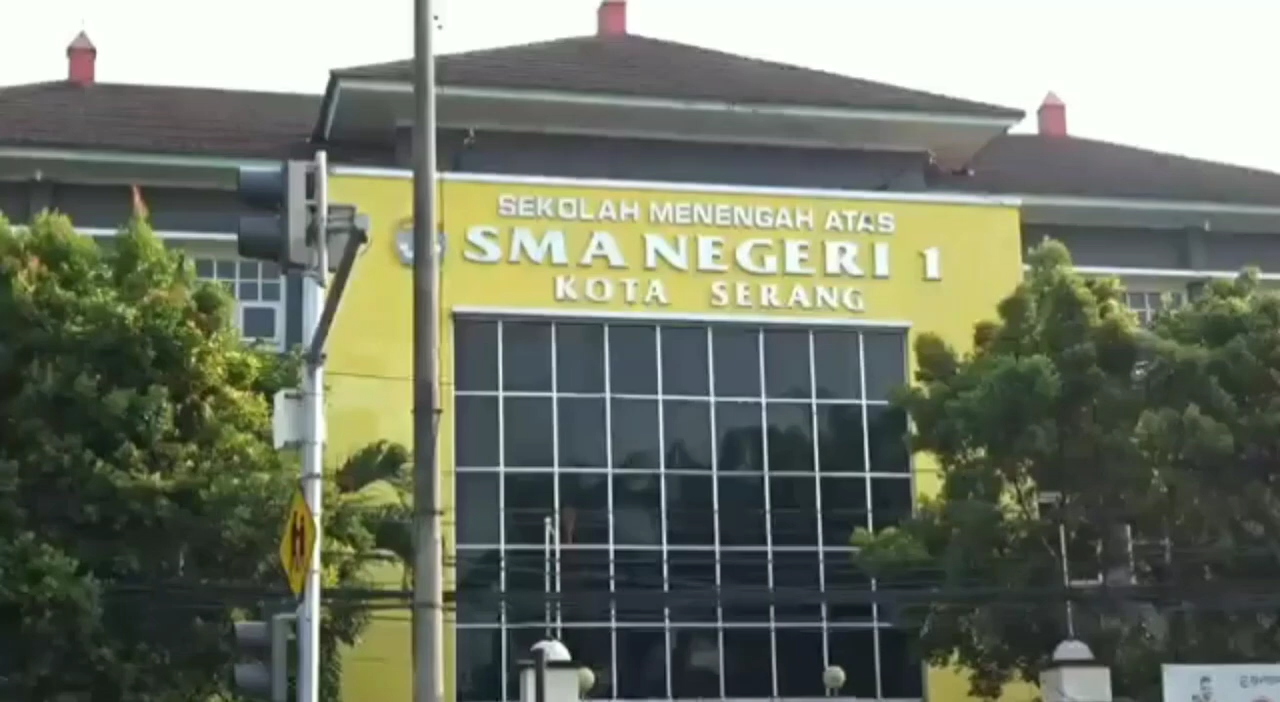 SEKOLAH MENENGAH ATAS
SMA NEGERI 1
KOTA SERANG